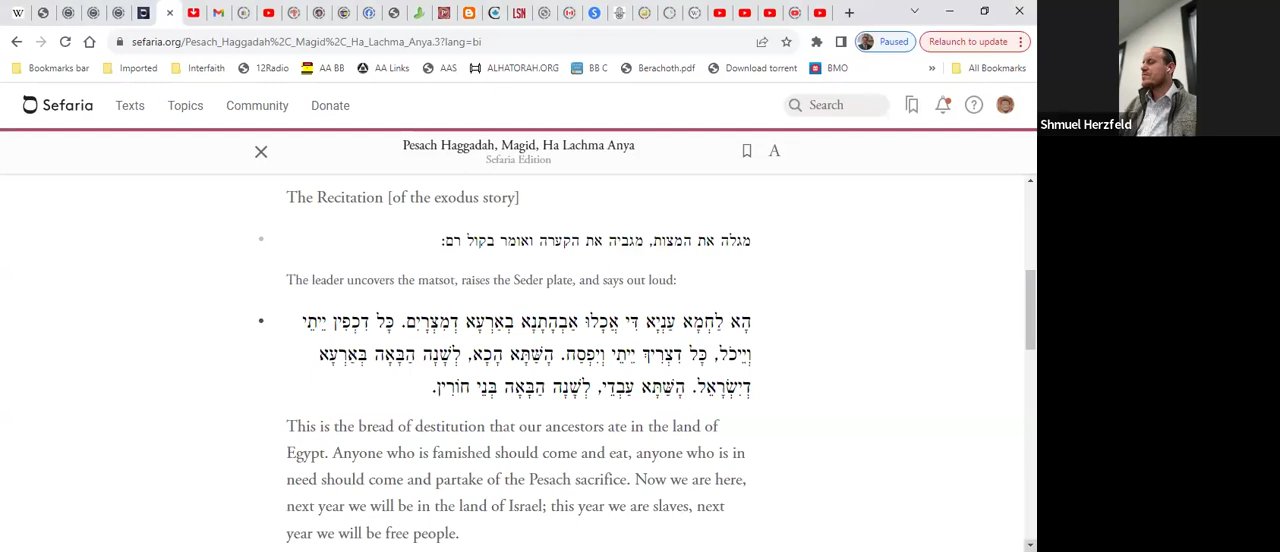 sefaria.org/Pesach_Haggadah%2C_Magid%2C_Ha_Lachma_Anya.3?lang=bi
Paused
Relaunch to update
Bookmarks bar
Imported
Interfaith
12Radio
AA BB
AA Links
AAS
ALHATORAH.ORG
BB C
Berachoth.pdf
Download torrent
BMO
»
All Bookmarks
Sefaria
Texts
Topics
Community
Donate
Search
Pesach Haggadah, Magid, Ha Lachma Anya
Sefaria Edition
A
The Recitation [of the exodus story]
מגלה את המצות, מגביה את הקערה ואומר בקול רם:
The leader uncovers the matsot, raises the Seder plate, and says out loud:
הָא לַחְמָא עַנְיָא דִּי אֲכָלוּ אַבְהָתָנָא בְאַרְעָא דְמִצְרָיִם. כָּל דִכְפִין יֵיתֵי
וְיֵיכֹל, כָּל דִצְרִיךְ יֵיתֵי וְיִפְסַח. הָשַּׁתָּא הָכָא, לְשָׁנָה הַבָּאָה בְּאַרְעָא
דְיִשְׂרָאֵל. הָשַּׁתָּא עַבְדֵי, לְשָׁנָה הַבָּאָה בְּנֵי חוֹרִין.
This is the bread of destitution that our ancestors ate in the land of
Egypt. Anyone who is famished should come and eat, anyone who is in
need should come and partake of the Pesach sacrifice. Now we are here,
next year we will be in the land of Israel; this year we are slaves, next
year we will be free people.
Shmuel Herzfeld